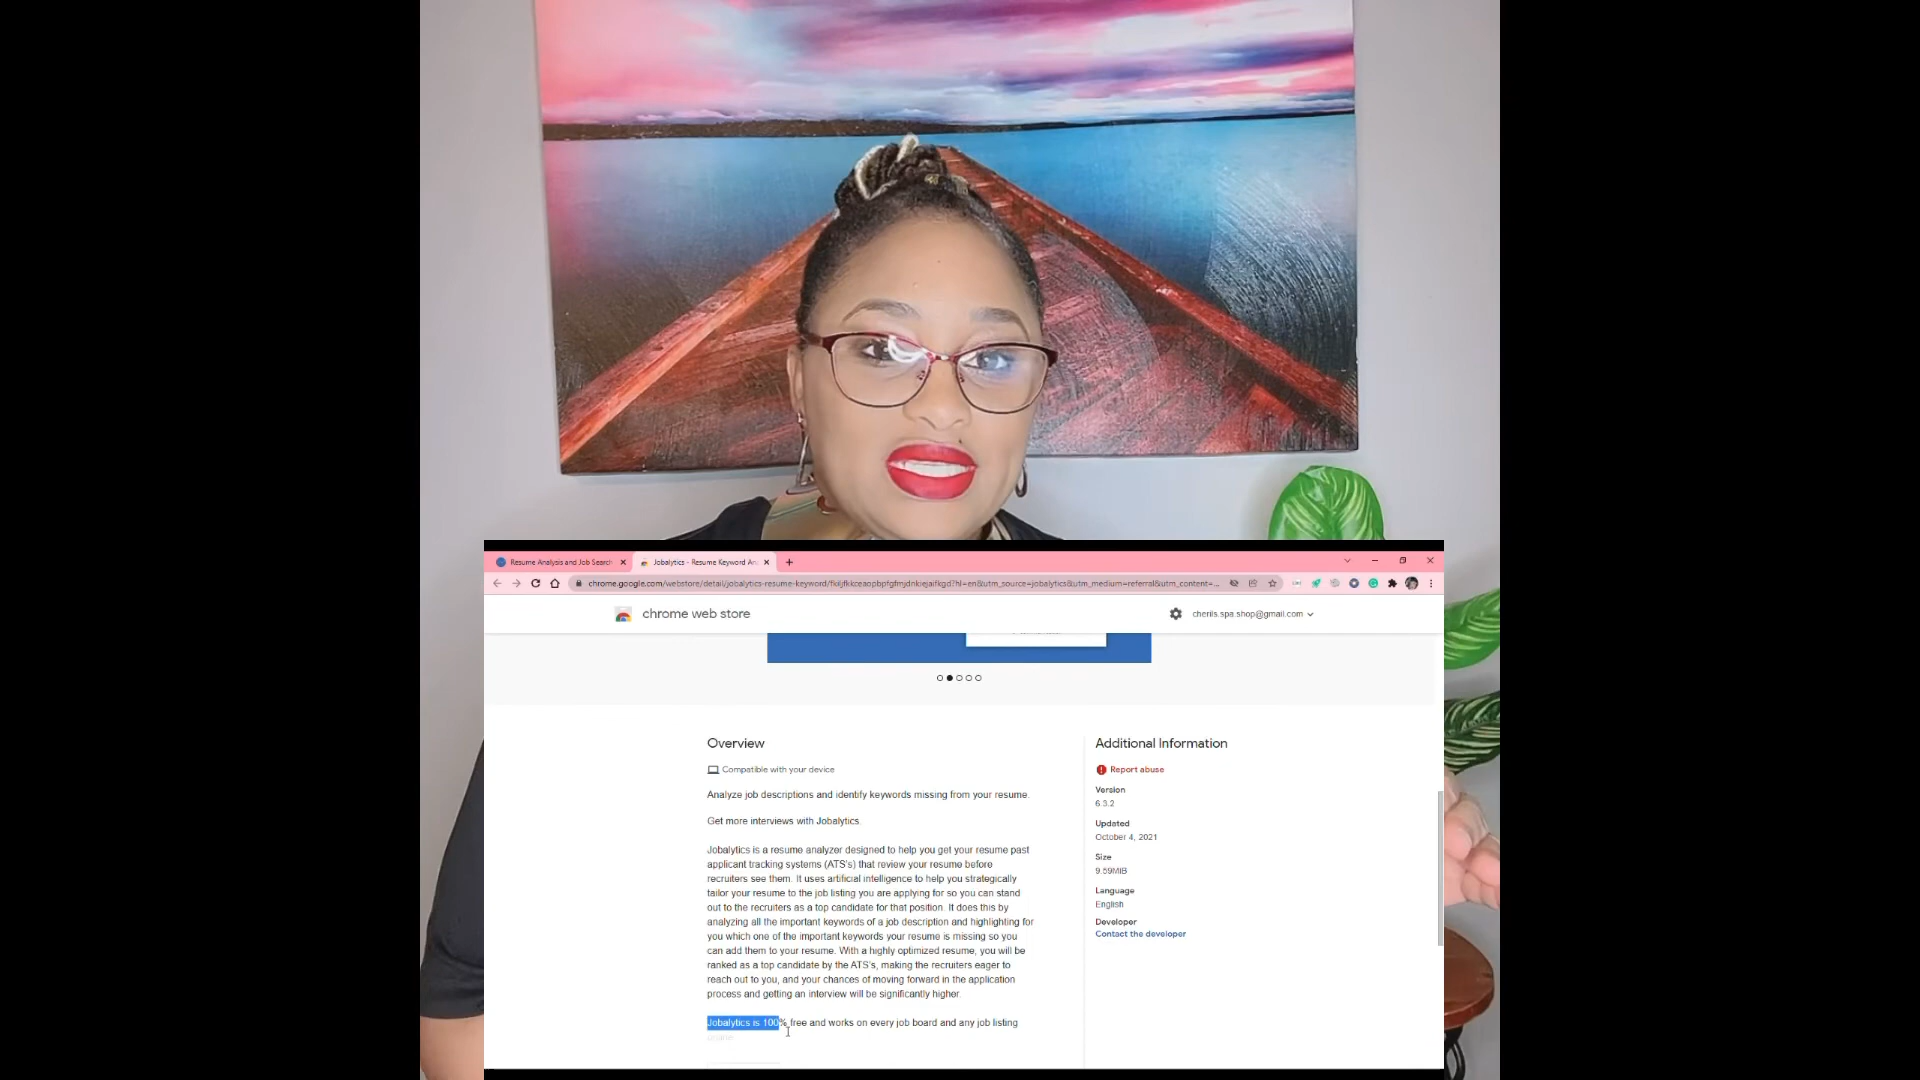 Resume Analysis and Job Search
Jobalytics - Resume Keyword An
chrome web store
cherils.spa.shop@gmail.com
Overview
Compatible with your device
Analyze job descriptions and identify keywords missing from your resume.
Get more interviews with Jobalytics.
Jobalytics is a resume analyzer designed to help you get your resume past
applicant tracking systems (ATS's) that review your resume before
recruiters see them. It uses artificial intelligence to help you strategically
tailor your resume to the job listing you are applying for so you can stand
out to the recruiters as a top candidate for that position. It does this by
analyzing all the important keywords of a job description and highlighting for
you which one of the important keywords your resume is missing so you
can add them to your resume. With a highly optimized resume, you will be
ranked as a top candidate by the ATS's, making the recruiters eager to
reach out to you, and your chances of moving forward in the application
process and getting an interview will be significantly higher.
Jobalytics is 100% free and works on every job board and any job listing
Additional Information
Report abuse
Version
6.3.2
Updated
October 4, 2021
Size
9.59MiB
Language
English
Developer
Contact the developer